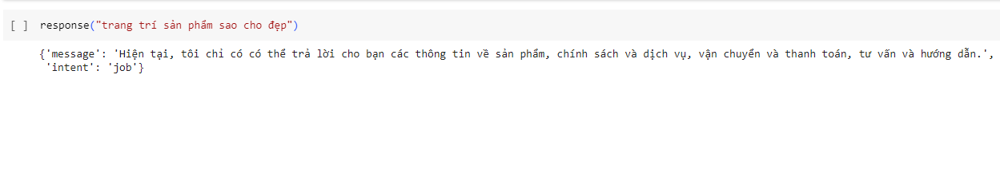 [ ] response("trang trí sản phẩm sao cho đẹp")
{'message': 'Hiện tại, tôi chỉ có có thể trả lời cho bạn các thông tin về sản phẩm, chính sách và dịch vụ, vận chuyển và thanh toán, tư vấn và hướng dẫn.',
'intent': 'job'}